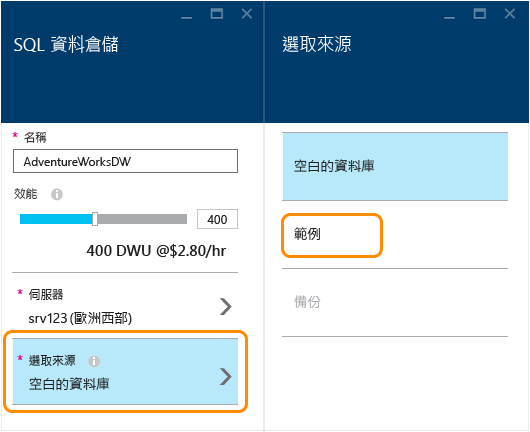 SQL 資料倉儲
* 名稱
AdventureWorksDW
效能
400
400 DWU @$2.80/hr
* 伺服器
srv123 (歐洲西部)
* 選取來源
空白的資料庫
選取來源
空白的資料庫
範例
備份